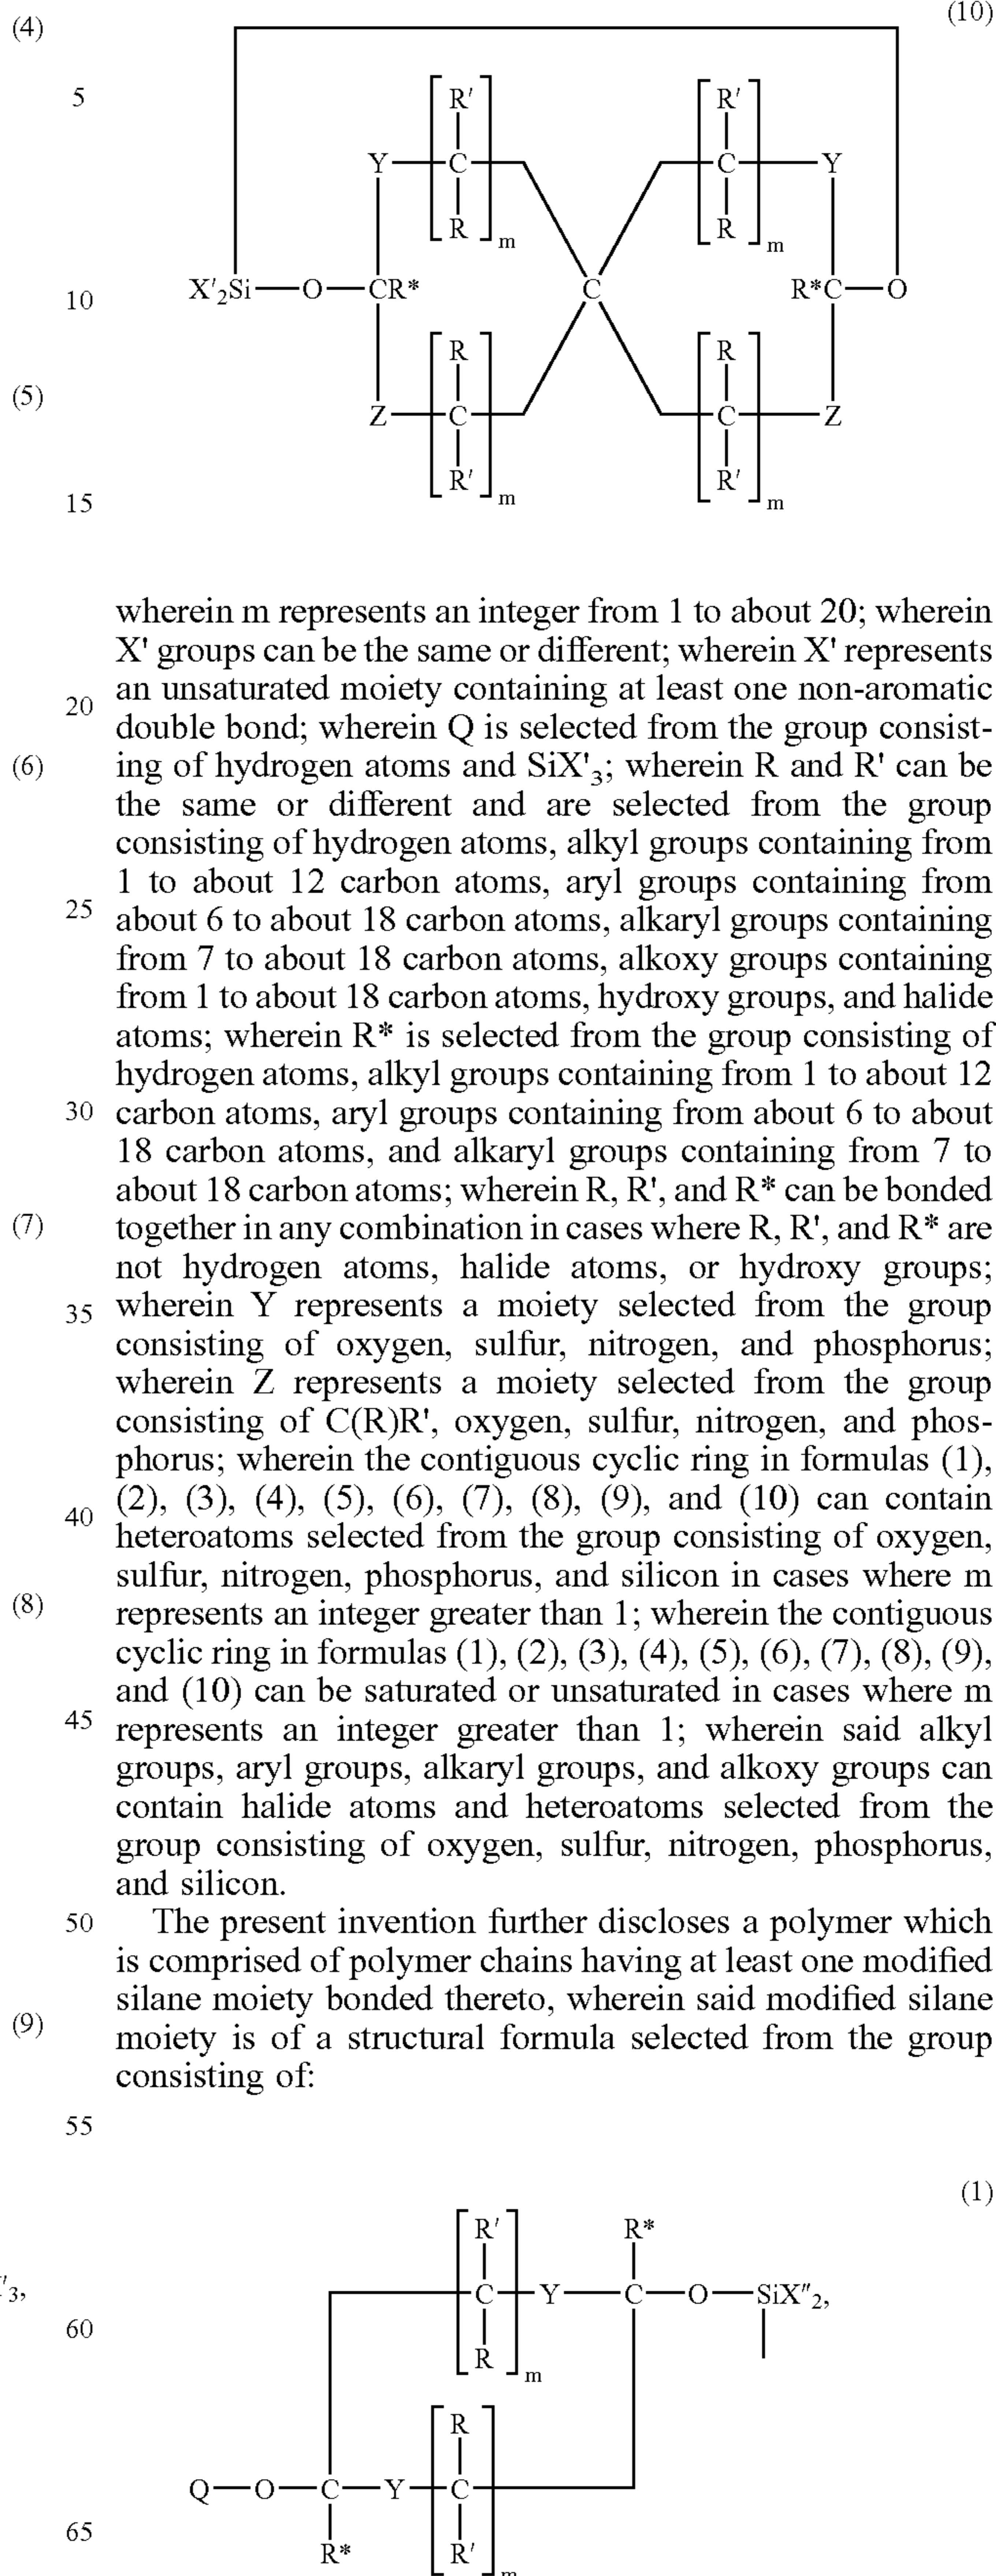 (4)
(10)
5
R' R'
Y C C Y
R m R m
X'₂Si O CR* C R*C O
10
R R
(5)
Z C C Z
R' m R' m
15
wherein m represents an integer from 1 to about 20; wherein
X' groups can be the same or different; wherein X' represents
an unsaturated moiety containing at least one non-aromatic
20
double bond; wherein Q is selected from the group consist-
(6)
ing of hydrogen atoms and SiX'₃; wherein R and R' can be
the same or different and are selected from the group
consisting of hydrogen atoms, alkyl groups containing from
1 to about 12 carbon atoms, aryl groups containing from
25
about 6 to about 18 carbon atoms, alkaryl groups containing
from 7 to about 18 carbon atoms, alkoxy groups containing
from 1 to about 18 carbon atoms, hydroxy groups, and halide
atoms; wherein R* is selected from the group consisting of
hydrogen atoms, alkyl groups containing from 1 to about 12
30
carbon atoms, aryl groups containing from about 6 to about
18 carbon atoms, and alkaryl groups containing from 7 to
about 18 carbon atoms; wherein R, R', and R* can be bonded
(7)
together in any combination in cases where R, R', and R* are
not hydrogen atoms, halide atoms, or hydroxy groups;
35
wherein Y represents a moiety selected from the group
consisting of oxygen, sulfur, nitrogen, and phosphorus;
wherein Z represents a moiety selected from the group
consisting of C(R)R', oxygen, sulfur, nitrogen, and phos-
phorus; wherein the contiguous cyclic ring in formulas (1),
40
(2), (3), (4), (5), (6), (7), (8), (9), and (10) can contain
heteroatoms selected from the group consisting of oxygen,
sulfur, nitrogen, phosphorus, and silicon in cases where m
(8)
represents an integer greater than 1; wherein the contiguous
cyclic ring in formulas (1), (2), (3), (4), (5), (6), (7), (8), (9),
and (10) can be saturated or unsaturated in cases where m
45
represents an integer greater than 1; wherein said alkyl
groups, aryl groups, alkaryl groups, and alkoxy groups can
contain halide atoms and heteroatoms selected from the
group consisting of oxygen, sulfur, nitrogen, phosphorus,
and silicon.
50
The present invention further discloses a polymer which
is comprised of polymer chains having at least one modified
silane moiety bonded thereto, wherein said modified silane
(9)
moiety is of a structural formula selected from the group
consisting of:
55
(1)
R' R*
'₃,
C Y C O SiX"₂,
60
R m
R
Q O C Y C
65
R* R' m